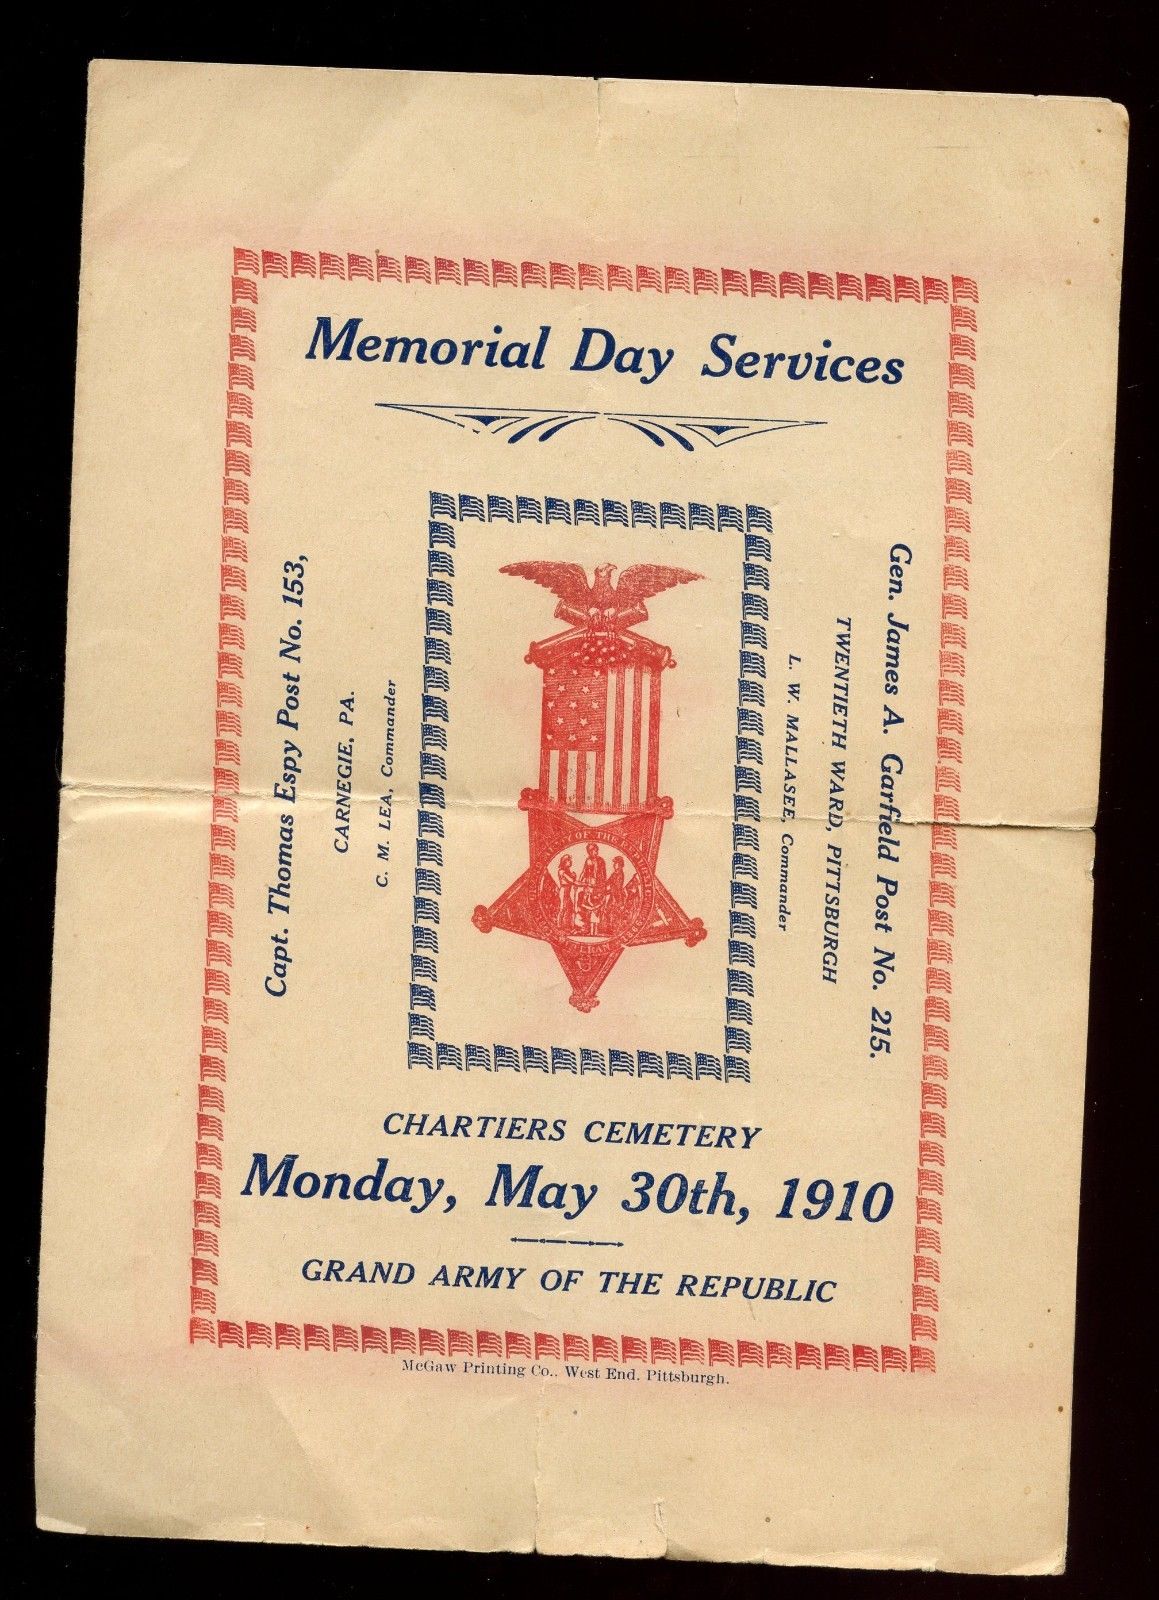 Memorial Day Services
Capt. Thomas Espy Post No. 153,
CARNEGIE, PA.
C. M. LEA, Commander
Gen. James A. Garfield Post No. 215.
TWENTIETH WARD, PITTSBURGH
L. W. MALLASEE, Commander
CHARTIERS CEMETERY
Monday, May 30th, 1910
GRAND ARMY OF THE REPUBLIC
McGaw Printing Co., West End, Pittsburgh.